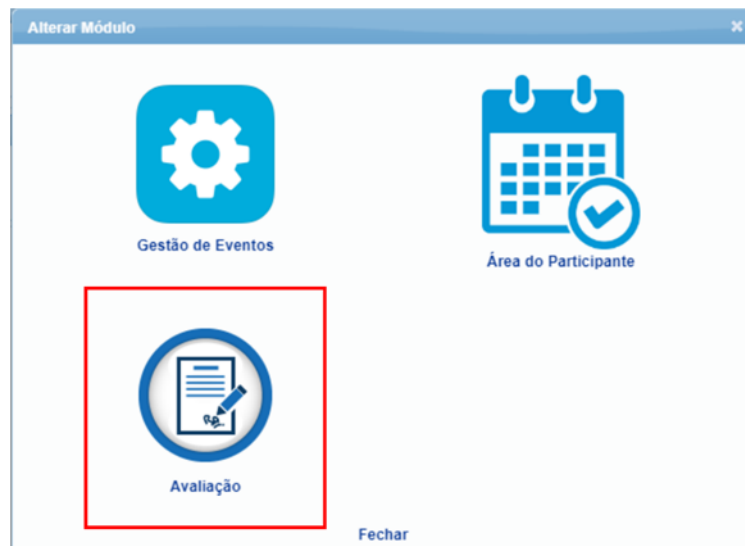 Alterar Módulo
Gestão de Eventos
Área do Participante
Avaliação
Fechar